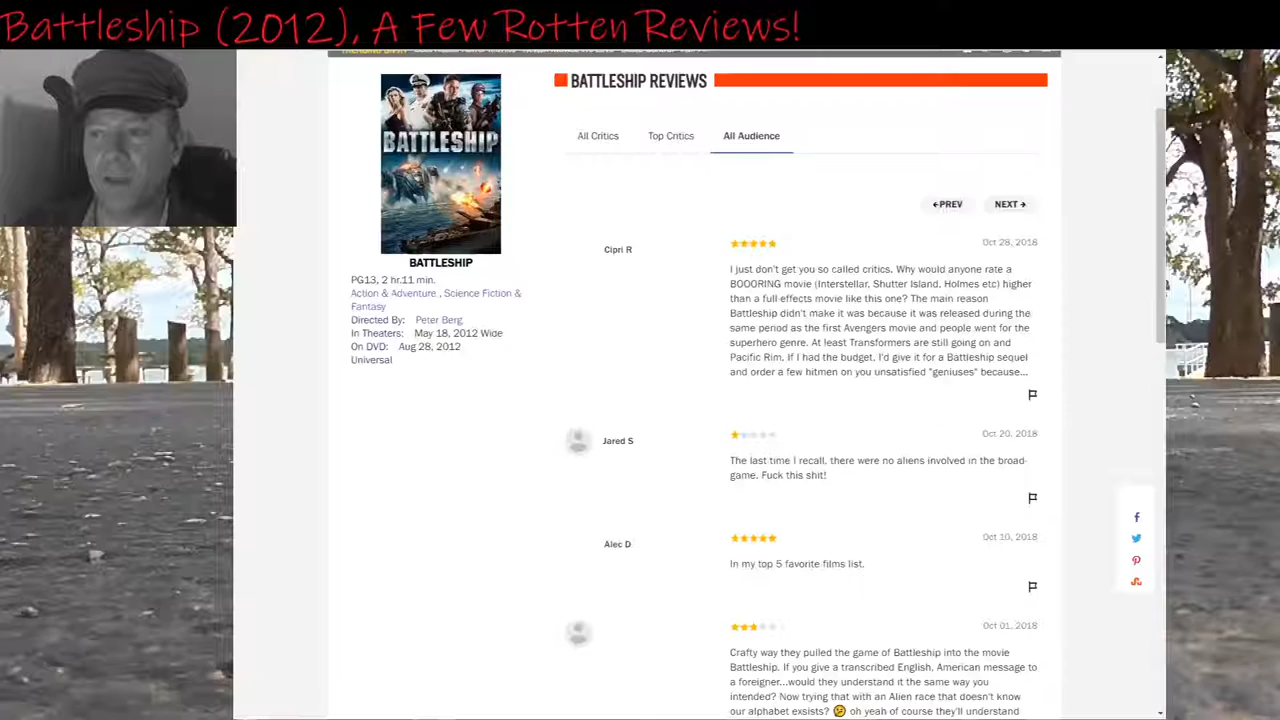 Battleship (2012), A Few Rotten Reviews!
BATTLESHIP REVIEWS
All Critics Top Critics All Audience
←PREV NEXT→
BATTLESHIP
BATTLESHIP
PG13, 2 hr.11 min.
Action & Adventure , Science Fiction &
Fantasy
Directed By: Peter Berg
In Theaters: May 18, 2012 Wide
On DVD: Aug 28, 2012
Universal
Cipri R
Oct 28, 2018
I just don't get you so called critics. Why would anyone rate a
BOOORING movie (Interstellar, Shutter Island, Holmes etc) higher
than a full effects movie like this one? The main reason
Battleship didn't make it was because it was released during the
same period as the first Avengers movie and people went for the
superhero genre. At least Transformers are still going on and
Pacific Rim. If I had the budget, I'd give it for a Battleship sequel
and order a few hitmen on you unsatisfied "geniuses" because...
Jared S
Oct 20, 2018
The last time I recall, there were no aliens involved in the broad-
game. Fuck this shit!
Alec D
Oct 10, 2018
In my top 5 favorite films list.
Oct 01, 2018
Crafty way they pulled the game of Battleship into the movie
Battleship. If you give a transcribed English, American message to
a foreigner...would they understand it the same way you
intended? Now trying that with an Alien race that doesn't know
our alphabet exsists? 🤔 oh yeah of course they'll understand